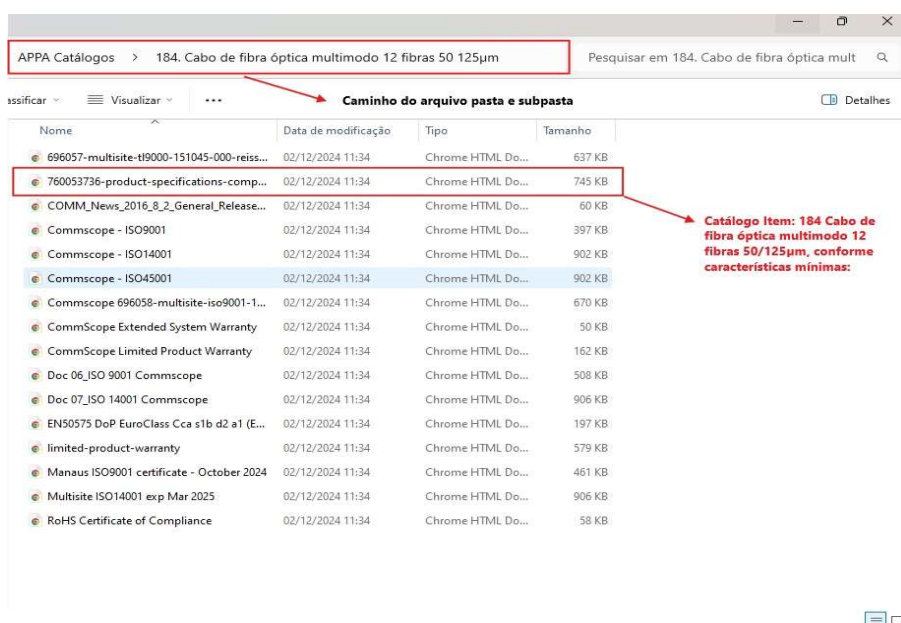 APPA Catálogos > 184. Cabo de fibra óptica multimodo 12 fibras 50 125µm
Pesquisar em 184. Cabo de fibra óptica mult
assificar Visualizar ··· Caminho do arquivo pasta e subpasta Detalhes
Nome Data de modificação Tipo Tamanho
696057-multisite-tl9000-151045-000-reiss... 02/12/2024 11:34 Chrome HTML Do... 637 KB
760053736-product-specifications-comp... 02/12/2024 11:34 Chrome HTML Do... 745 KB
COMM_News_2016_8_2_General_Release... 02/12/2024 11:34 Chrome HTML Do... 60 KB
Commscope - ISO9001 02/12/2024 11:34 Chrome HTML Do... 397 KB
Commscope - ISO14001 02/12/2024 11:34 Chrome HTML Do... 902 KB
Commscope - ISO45001 02/12/2024 11:34 Chrome HTML Do... 902 KB
Commscope 696058-multisite-iso9001-1... 02/12/2024 11:34 Chrome HTML Do... 670 KB
CommScope Extended System Warranty 02/12/2024 11:34 Chrome HTML Do... 50 KB
CommScope Limited Product Warranty 02/12/2024 11:34 Chrome HTML Do... 162 KB
Doc 06_ISO 9001 Commscope 02/12/2024 11:34 Chrome HTML Do... 508 KB
Doc 07_ISO 14001 Commscope 02/12/2024 11:34 Chrome HTML Do... 906 KB
EN50575 DoP EuroClass Cca s1b d2 a1 (E... 02/12/2024 11:34 Chrome HTML Do... 197 KB
limited-product-warranty 02/12/2024 11:34 Chrome HTML Do... 579 KB
Manaus ISO9001 certificate - October 2024 02/12/2024 11:34 Chrome HTML Do... 461 KB
Multisite ISO14001 exp Mar 2025 02/12/2024 11:34 Chrome HTML Do... 906 KB
RoHS Certificate of Compliance 02/12/2024 11:34 Chrome HTML Do... 58 KB
Catálogo Item: 184 Cabo de
fibra óptica multimodo 12
fibras 50/125µm, conforme
características mínimas: